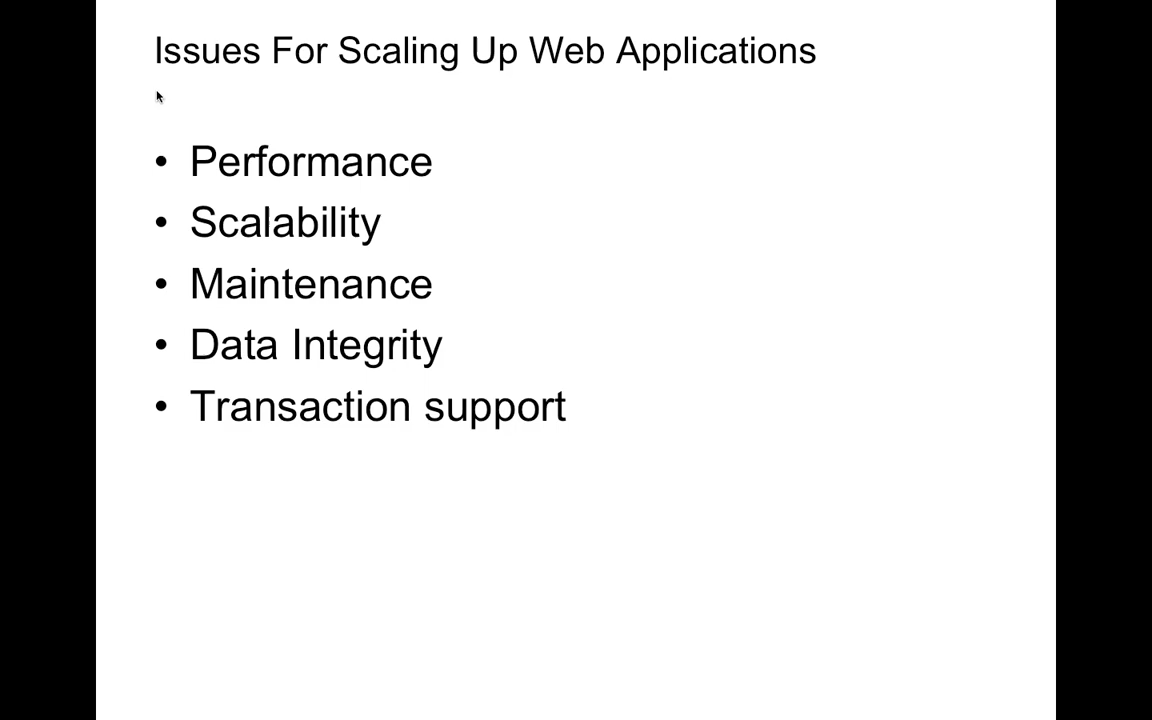 Issues For Scaling Up Web Applications
• Performance
• Scalability
• Maintenance
• Data Integrity
• Transaction support